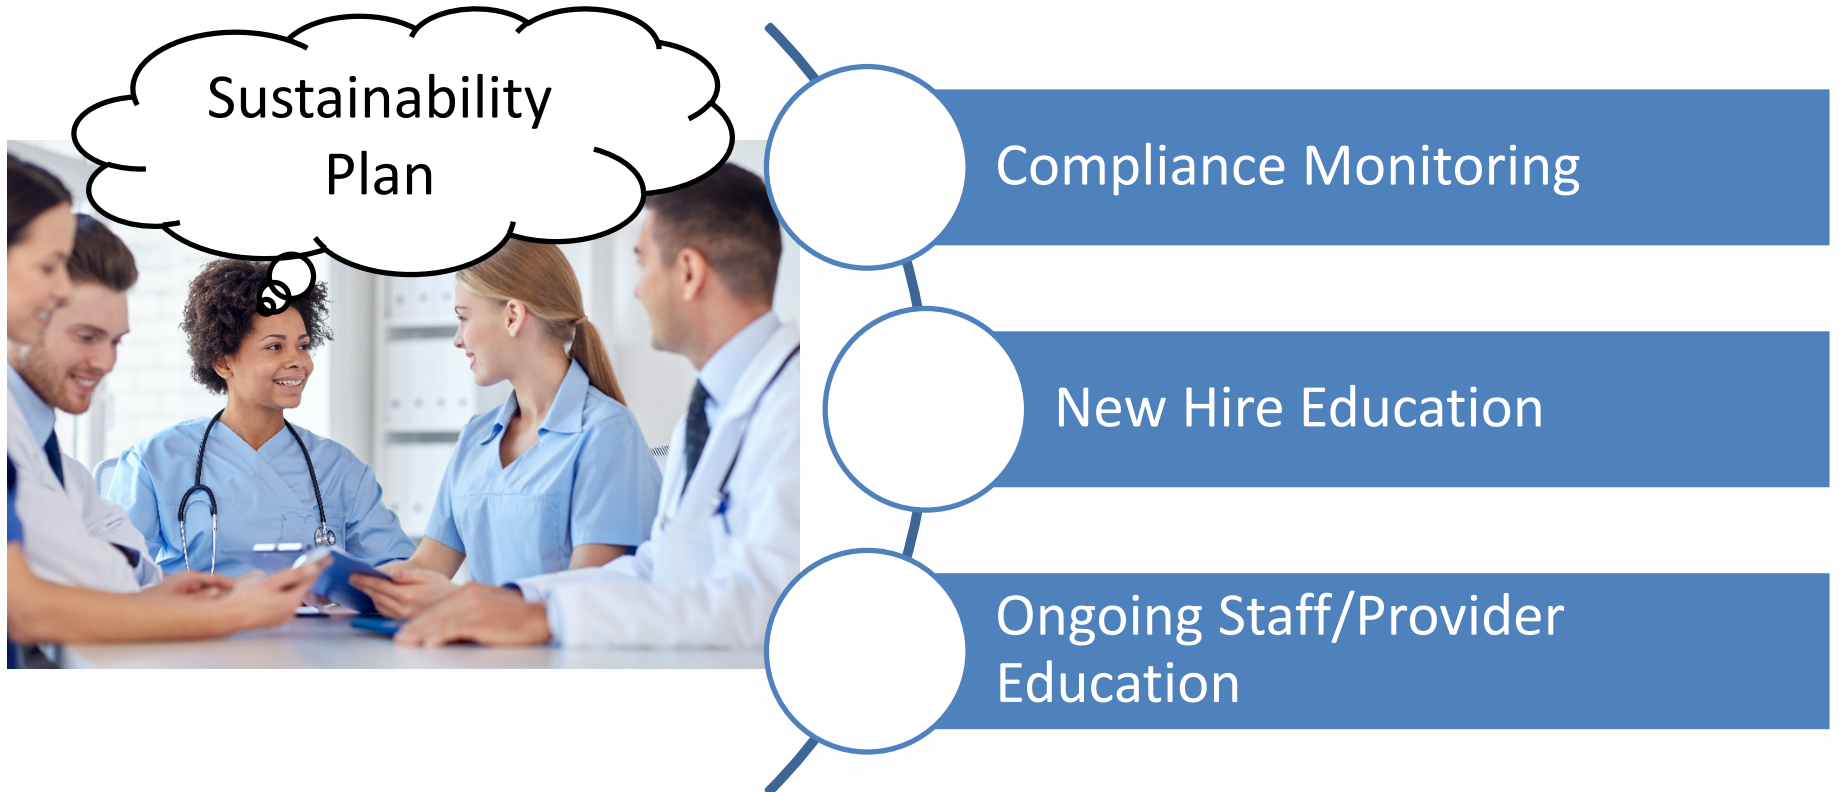 Sustainability
Plan
Compliance Monitoring
New Hire Education
Ongoing Staff/Provider
Education